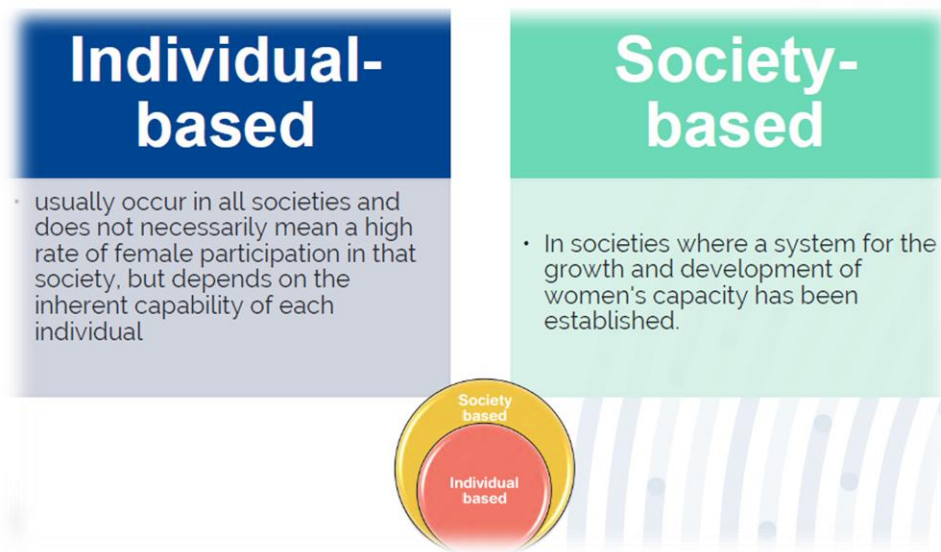 Individual-
based
• usually occur in all societies and
does not necessarily mean a high
rate of female participation in that
society, but depends on the
inherent capability of each
individual
Society-
based
• In societies where a system for the
growth and development of
women's capacity has been
established.
Society
based
Individual
based